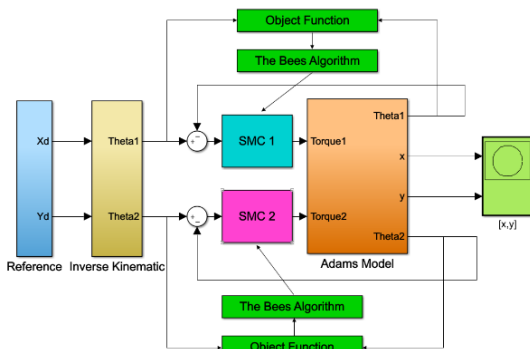 Object Function
The Bees Algorithm
Theta1
Xd
Theta1
SMC 1
Torque1
x
y
Yd
Theta2
SMC 2
Torque2
Theta2
[x,y]
Reference
Inverse Kinematic
Adams Model
The Bees Algorithm
Object Function